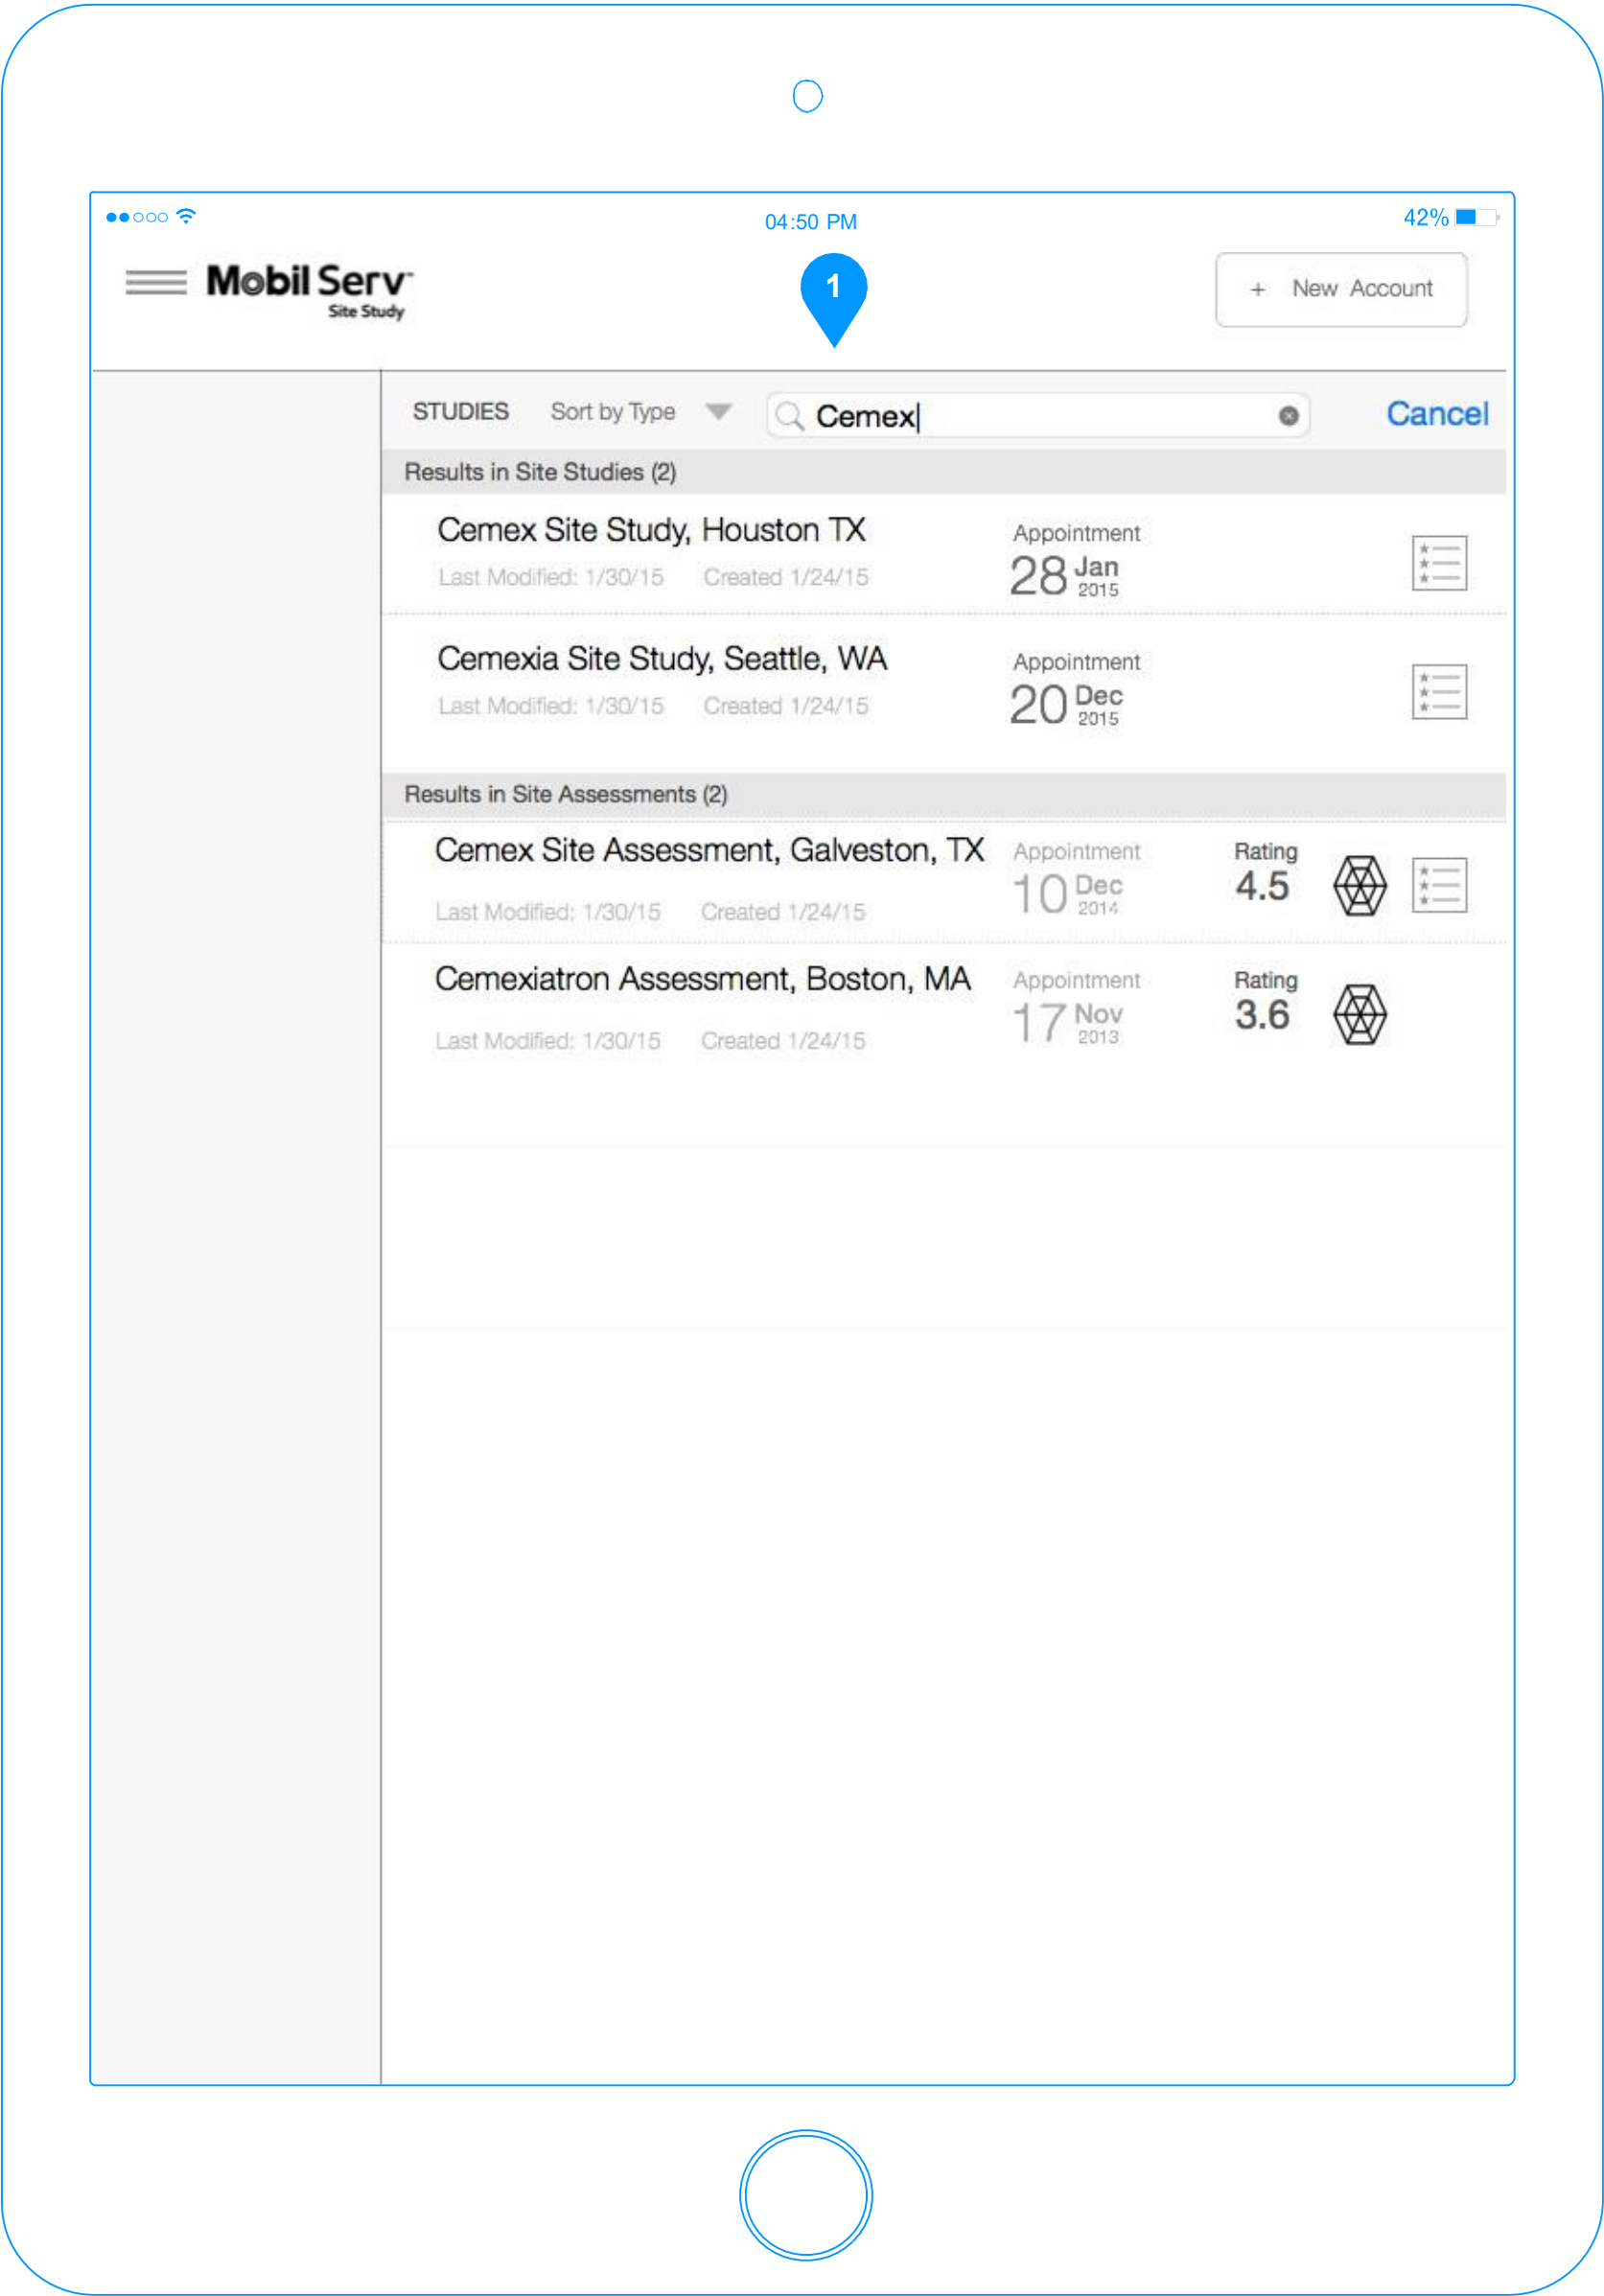 04:50 PM
42%
Mobil Serv™
Site Study
1
+ New Account
STUDIES Sort by Type Cemex Cancel
Results in Site Studies (2)
Cemex Site Study, Houston TX
Last Modified: 1/30/15 Created 1/24/15
Appointment
28 Jan
2015
Cemexia Site Study, Seattle, WA
Last Modified: 1/30/15 Created 1/24/15
Appointment
20 Dec
2015
Results in Site Assessments (2)
Cemex Site Assessment, Galveston, TX
Last Modified: 1/30/15 Created 1/24/15
Appointment
10 Dec
2014
Rating
4.5
Cemexiatron Assessment, Boston, MA
Last Modified: 1/30/15 Created 1/24/15
Appointment
17 Nov
2013
Rating
3.6